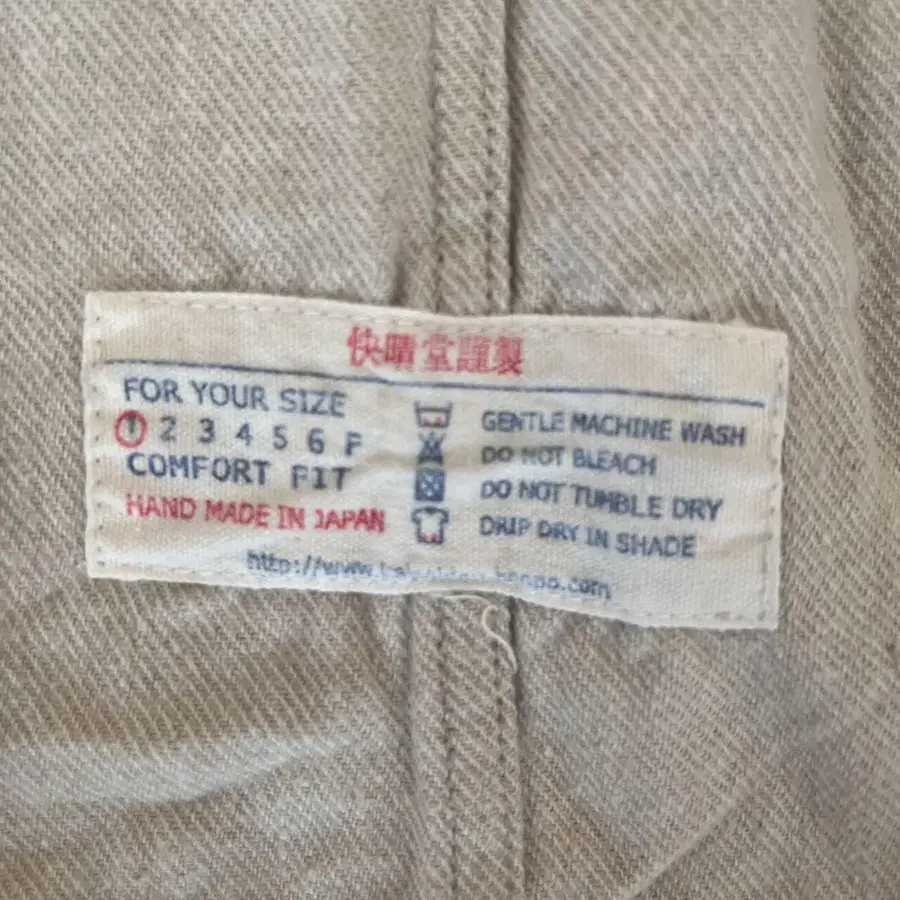 快晴堂謹製
FOR YOUR SIZE
1 2 3 4 5 6 F
COMFORT FIT
HAND MADE IN JAPAN
GENTLE MACHINE WASH
DO NOT BLEACH
DO NOT TUMBLE DRY
DRIP DRY IN SHADE